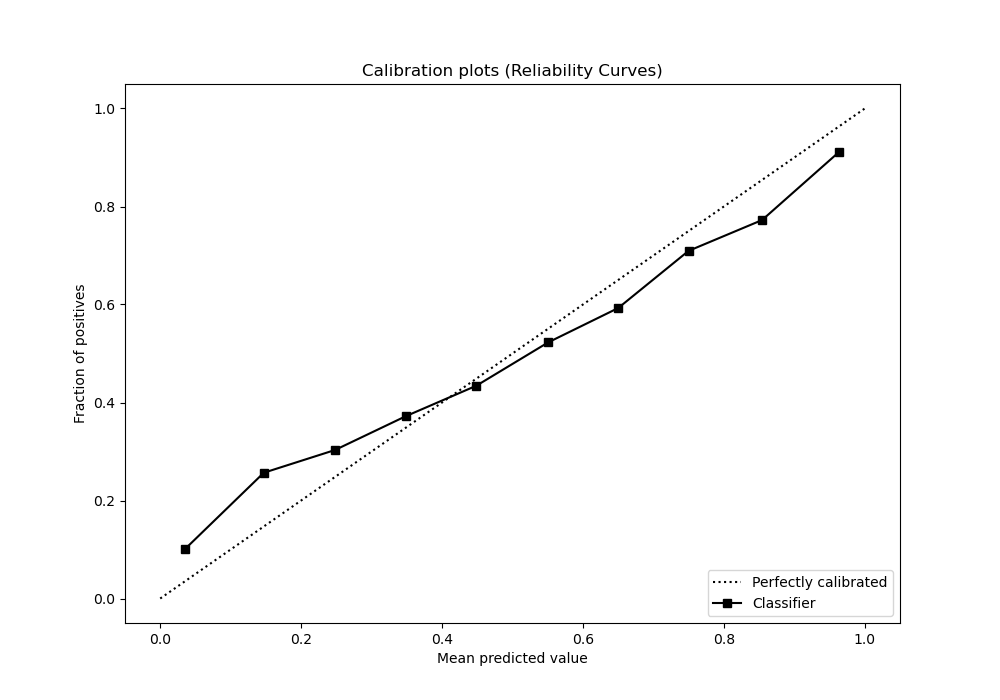 Calibration plots (Reliability Curves)
1.0
0.8
0.6
0.4
0.2
0.0
Fraction of positives
Perfectly calibrated
Classifier
0.0 0.2 0.4 0.6 0.8 1.0
Mean predicted value